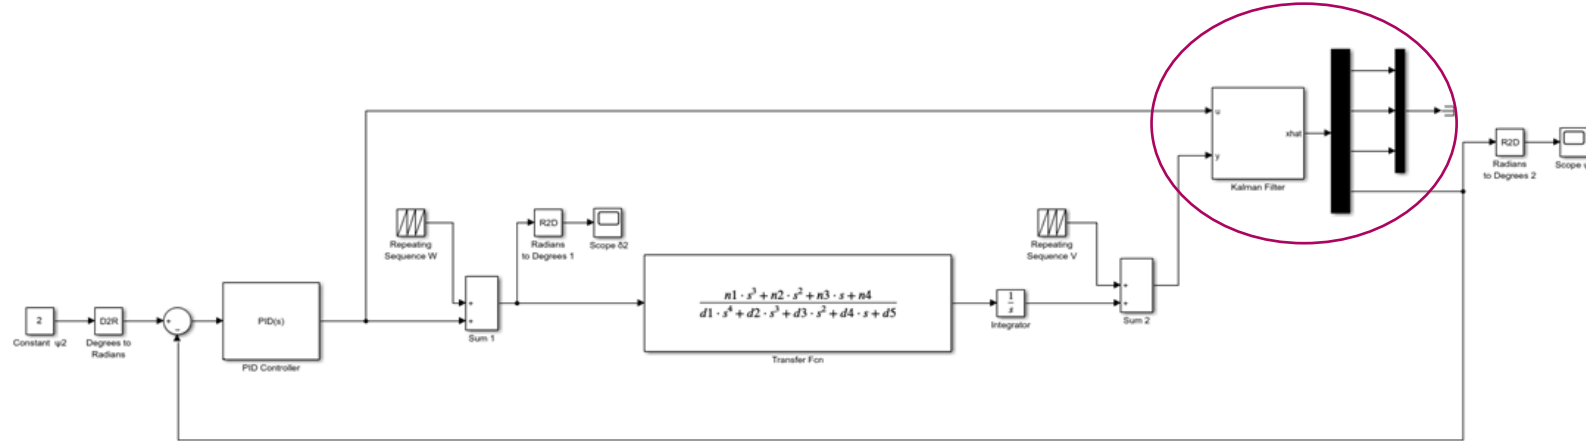 u
y
xhat
Kalman Filter
R2D
Radians
to Degrees 2
Scope
Repeating
Sequence W
R2D
Radians
to Degrees 1
Scope δ2
Repeating
Sequence V
2
Constant ψ2
D2R
Degrees to
Radians
+
-
PID(s)
PID Controller
+
+
Sum 1
n1 · s³ + n2 · s² + n3 · s + n4
d1 · s⁴ + d2 · s³ + d3 · s² + d4 · s + d5
Transfer Fcn
1
s
Integrator
+
+
Sum 2